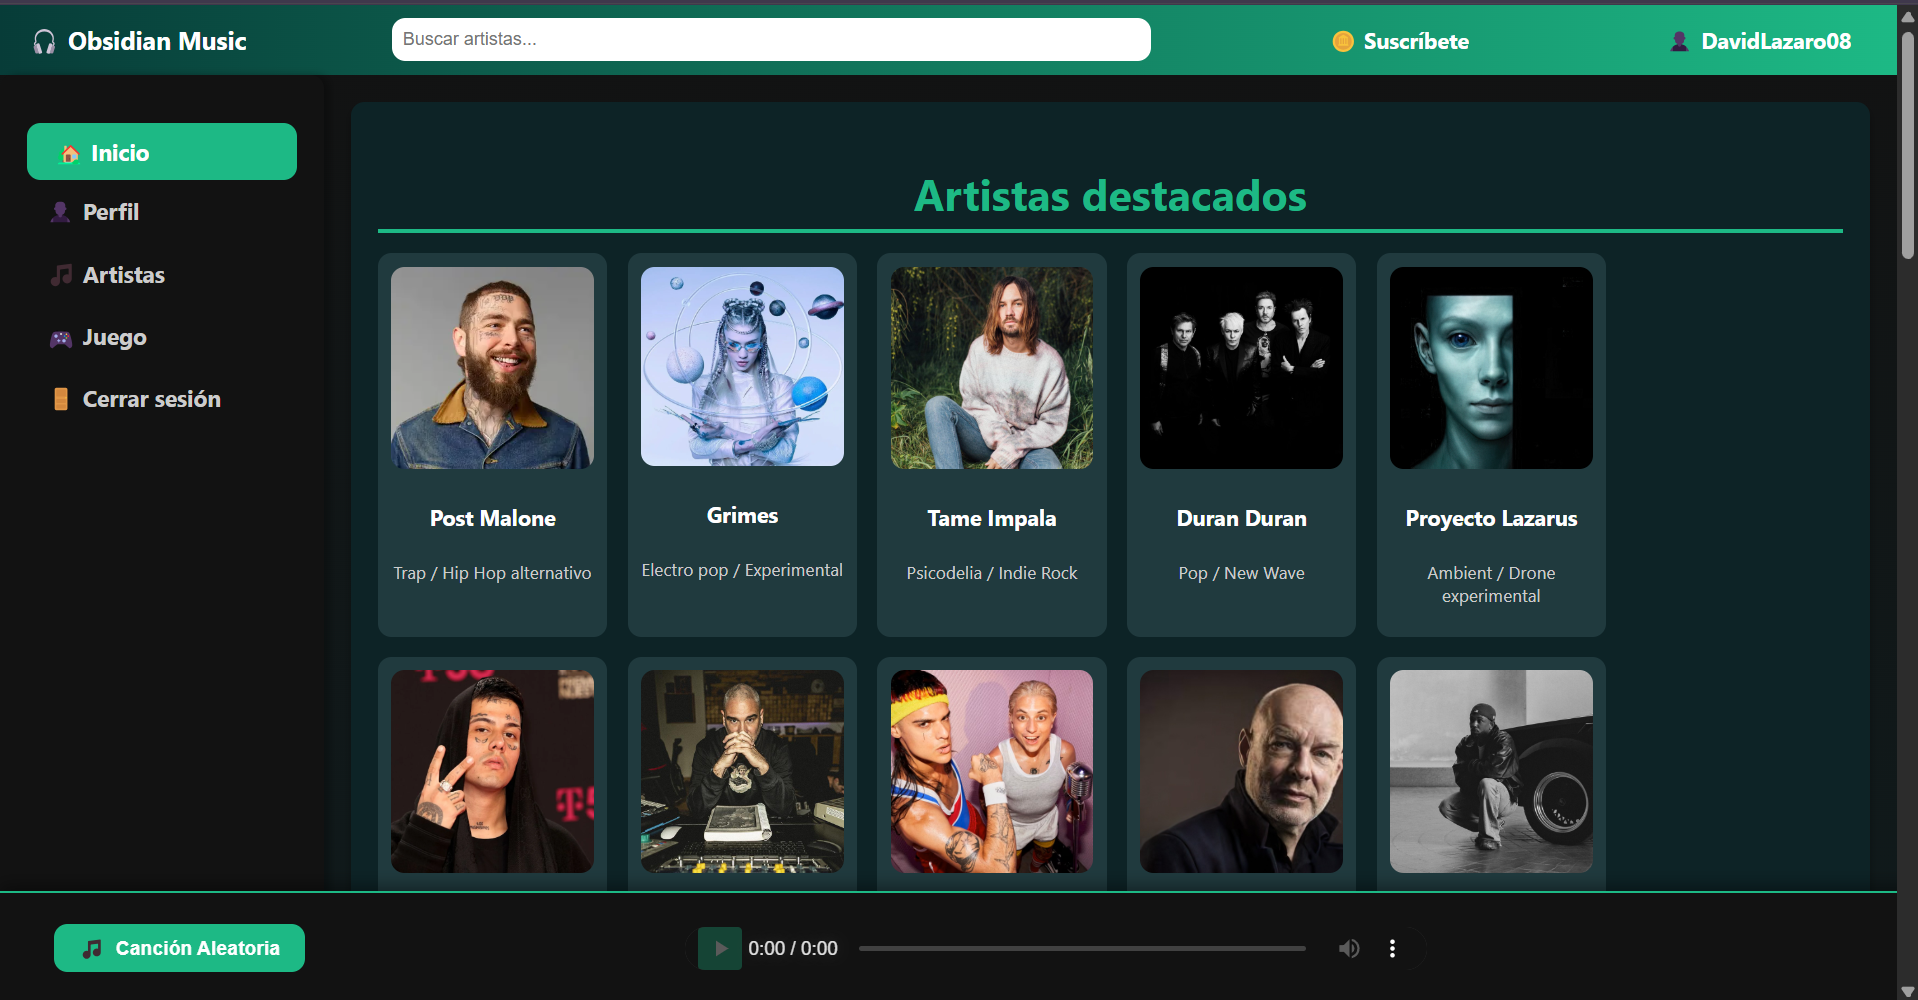 Obsidian Music
Buscar artistas...
Suscríbete
DavidLazaro08
Inicio
Perfil
Artistas
Juego
Cerrar sesión
Artistas destacados
Post Malone
Trap / Hip Hop alternativo
Grimes
Electro pop / Experimental
Tame Impala
Psicodelia / Indie Rock
Duran Duran
Pop / New Wave
Proyecto Lazarus
Ambient / Drone
experimental
Canción Aleatoria
0:00 / 0:00